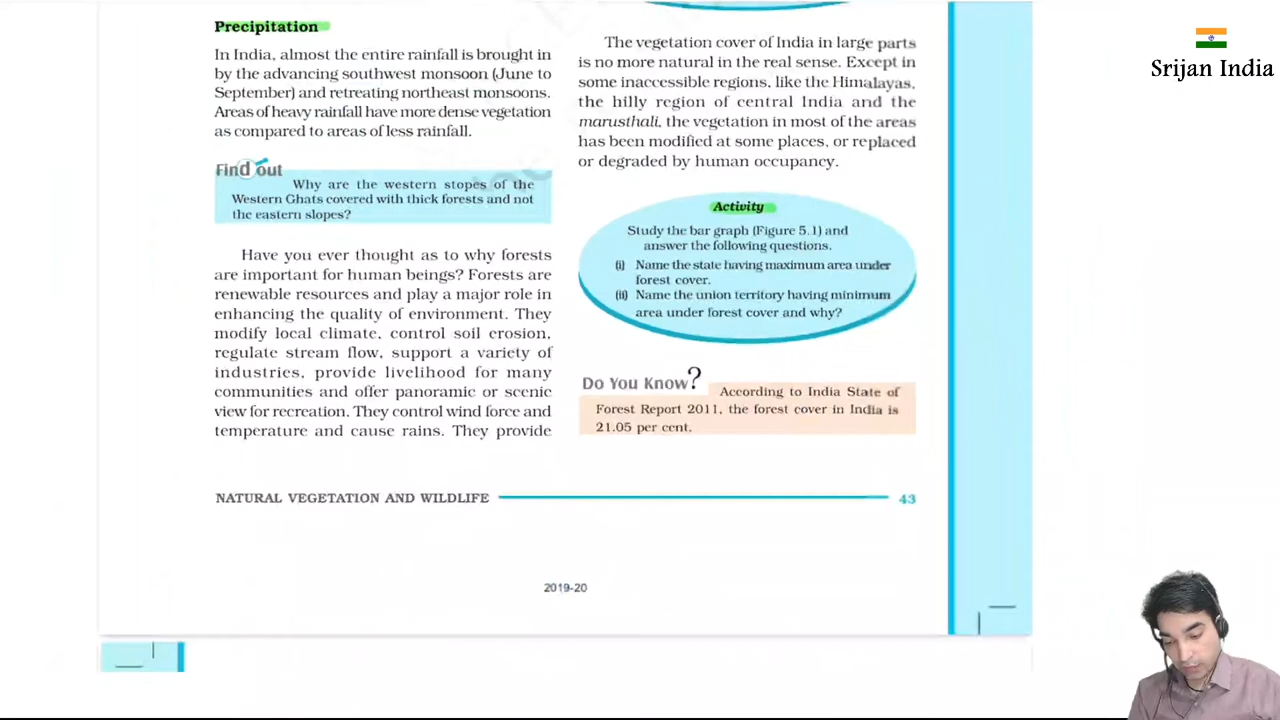 Precipitation
In India, almost the entire rainfall is brought in
by the advancing southwest monsoon (June to
September) and retreating northeast monsoons.
Areas of heavy rainfall have more dense vegetation
as compared to areas of less rainfall.
Find out
Why are the western stopes of the
Western Ghats covered with thick forests and not
the eastern slopes?
Have you ever thought as to why forests
are important for human beings? Forests are
renewable resources and play a major role in
enhancing the quality of environment. They
modify local climate, control soil erosion,
regulate stream flow, support a variety of
industries, provide livelihood for many
communities and offer panoramic or scenic
view for recreation. They control wind force and
temperature and cause rains. They provide
The vegetation cover of India in large parts
is no more natural in the real sense. Except in
some inaccessible regions, like the Himalayas,
the hilly region of central India and the
marusthali, the vegetation in most of the areas
has been modified at some places, or replaced
or degraded by human occupancy.
Activity
Study the bar graph (Figure 5.1) and
answer the following questions.
(i) Name the state having maximum area under
forest cover.
(ii) Name the union territory having minimum
area under forest cover and why?
Do You Know?
According to India State of
Forest Report 2011, the forest cover in India is
21.05 per cent.
NATURAL VEGETATION AND WILDLIFE
43
2019-20
Srijan India